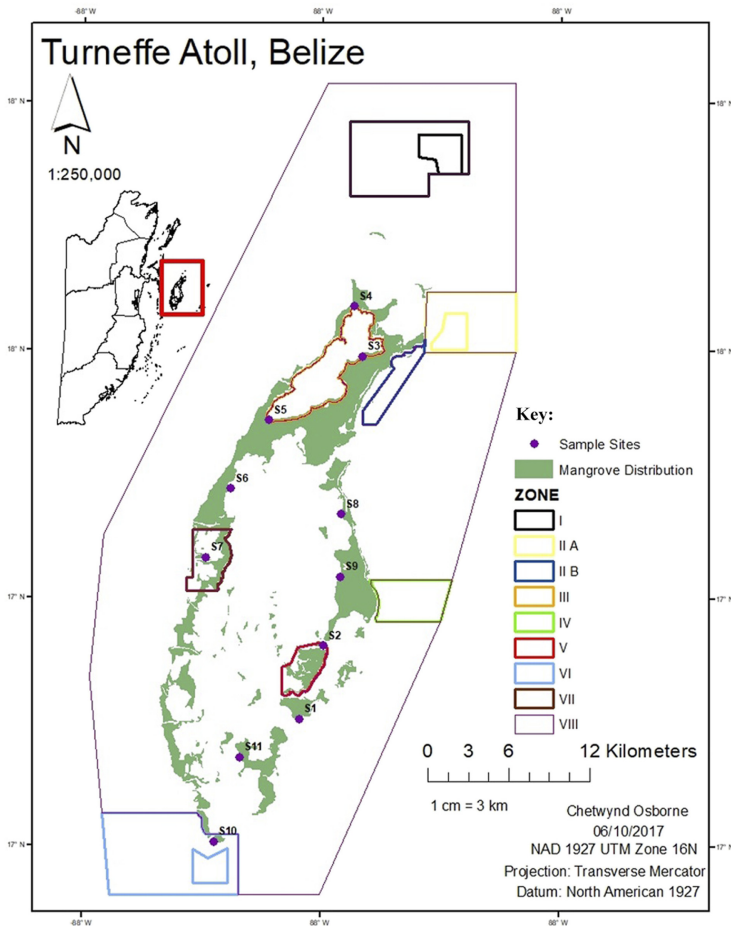 -88° W
88° W
88° W
Turneffe Atoll, Belize
18° N
18° N
N
1:250,000
S4
18° N
18° N
S3
S5
Key:
Sample Sites
S6
Mangrove Distribution
ZONE
S8
I
S7
II A
S9
II B
17° N
17° N
III
IV
S2
V
VI
S1
VII
VIII
S11
0 3 6 12 Kilometers
1 cm = 3 km
Chetwynd Osborne
S10
06/10/2017
17° N
17° N
NAD 1927 UTM Zone 16N
Projection: Transverse Mercator
Datum: North American 1927
-88° W
88° W
88° W